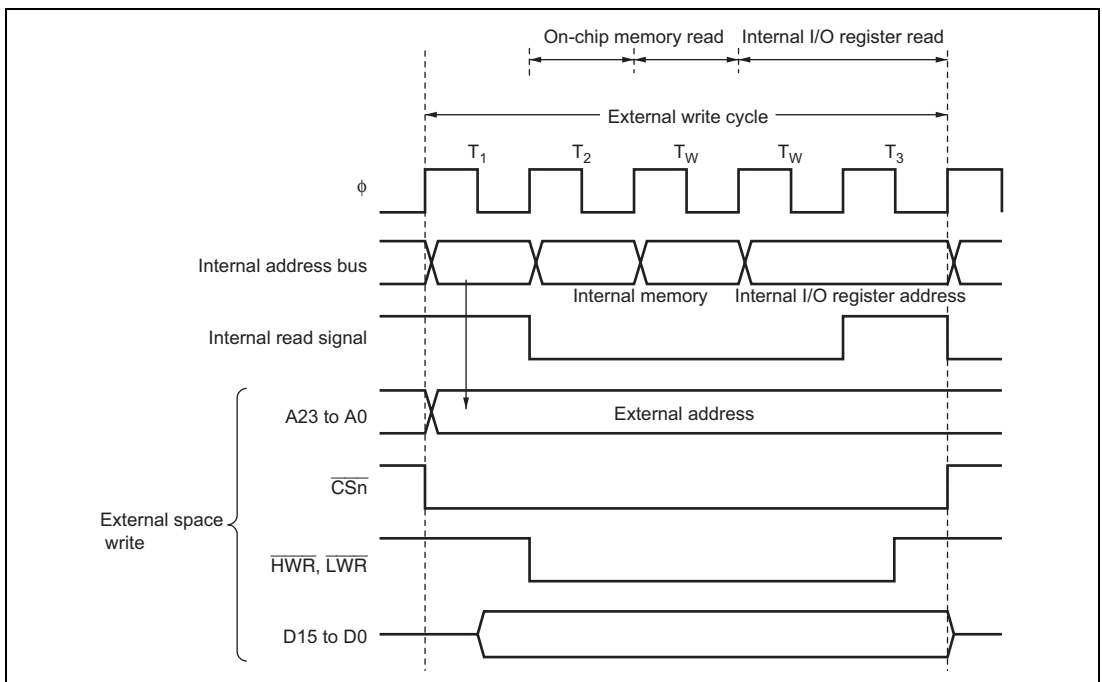 On-chip memory read Internal I/O register read
External write cycle
T1 T2 TW TW T3
ϕ
Internal address bus
Internal memory Internal I/O register address
Internal read signal
A23 to A0 External address
CSn
External space
write
HWR, LWR
D15 to D0